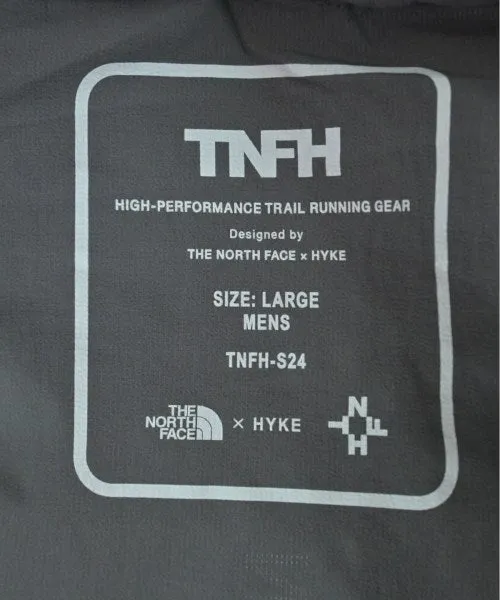 TNFH
HIGH-PERFORMANCE TRAIL RUNNING GEAR
Designed by
THE NORTH FACE × HYKE
SIZE: LARGE
MENS
TNFH-S24
THE
NORTH
FACE
× HYKE
T N F H